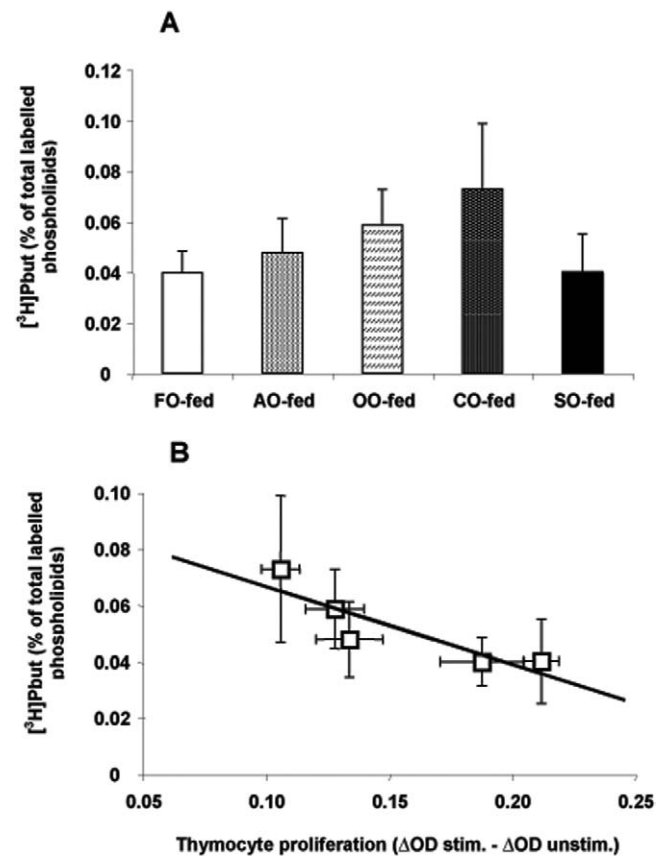 A
[³H]Pbut (% of total labelled
phospholipids)
0.12
0.10
0.08
0.06
0.04
0.02
0
FO-fed AO-fed OO-fed CO-fed SO-fed
B
[³H]Pbut (% of total labelled
phospholipids)
0.10
0.08
0.06
0.04
0.02
0
0.05 0.10 0.15 0.20 0.25
Thymocyte proliferation (ΔOD stim. - ΔOD unstim.)